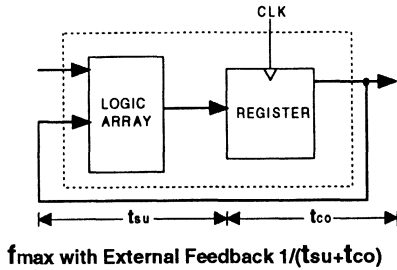 CLK
LOGIC
ARRAY
REGISTER
tsu
tco
fmax with External Feedback 1/(tsu+tco)